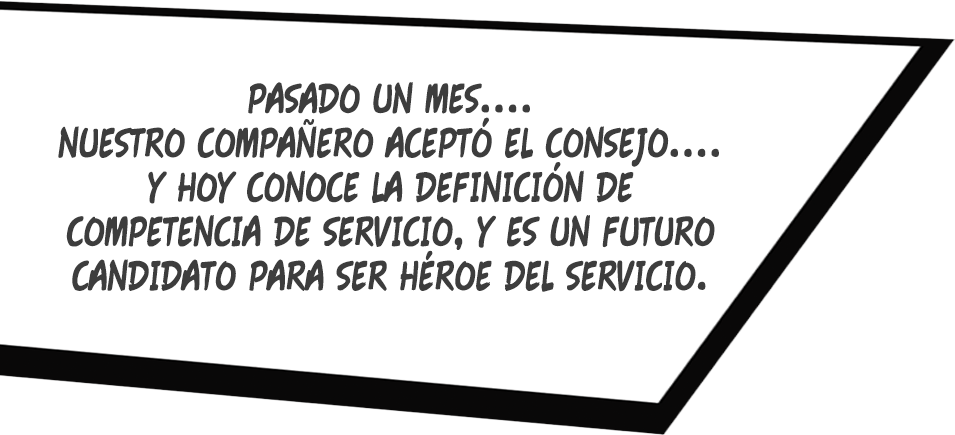 PASADO UN MES....
NUESTRO COMPAÑERO ACEPTÓ EL CONSEJO....
Y HOY CONOCE LA DEFINICIÓN DE
COMPETENCIA DE SERVICIO, Y ES UN FUTURO
CANDIDATO PARA SER HÉROE DEL SERVICIO.